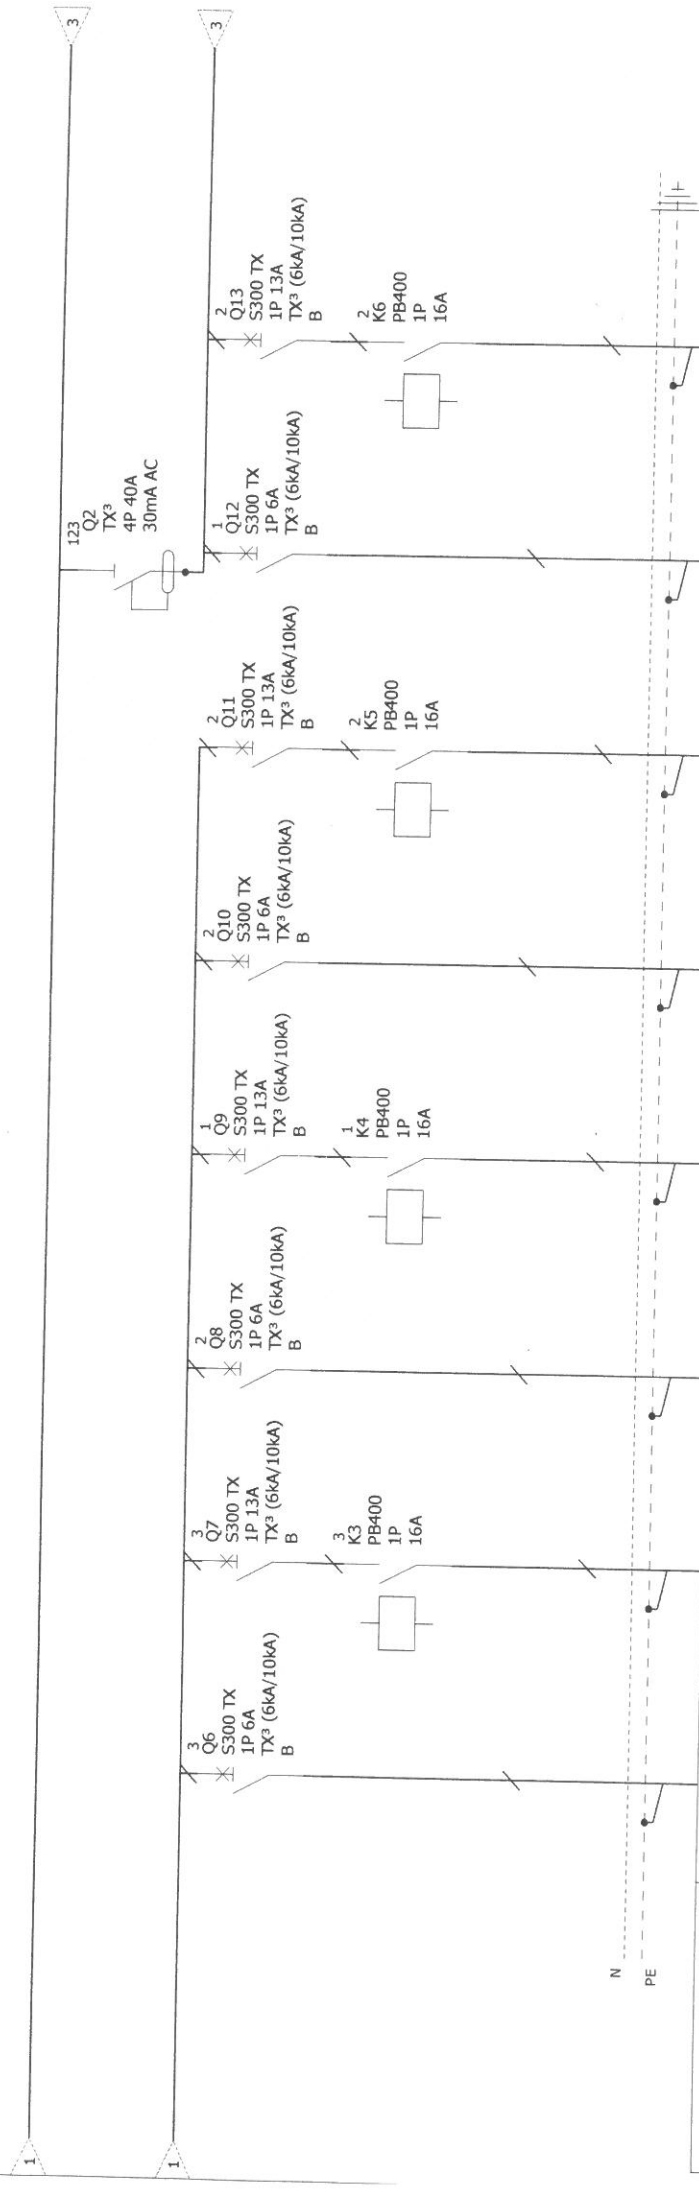 1
1
N
PE
3
Q6
S300 TX
1P 6A
TX³ (6kA/10kA)
B
3
Q7
S300 TX
1P 13A
TX³ (6kA/10kA)
B
3
K3
PB400
1P
16A
2
Q8
S300 TX
1P 6A
TX³ (6kA/10kA)
B
1
Q9
S300 TX
1P 13A
TX³ (6kA/10kA)
B
1
K4
PB400
1P
16A
2
Q10
S300 TX
1P 6A
TX³ (6kA/10kA)
B
2
Q11
S300 TX
1P 13A
TX³ (6kA/10kA)
B
2
K5
PB400
1P
16A
123
Q2
TX³
4P 40A
30mA AC
1
Q12
S300 TX
1P 6A
TX³ (6kA/10kA)
B
2
Q13
S300 TX
1P 13A
TX³ (6kA/10kA)
B
2
K6
PB400
1P
16A
3
3